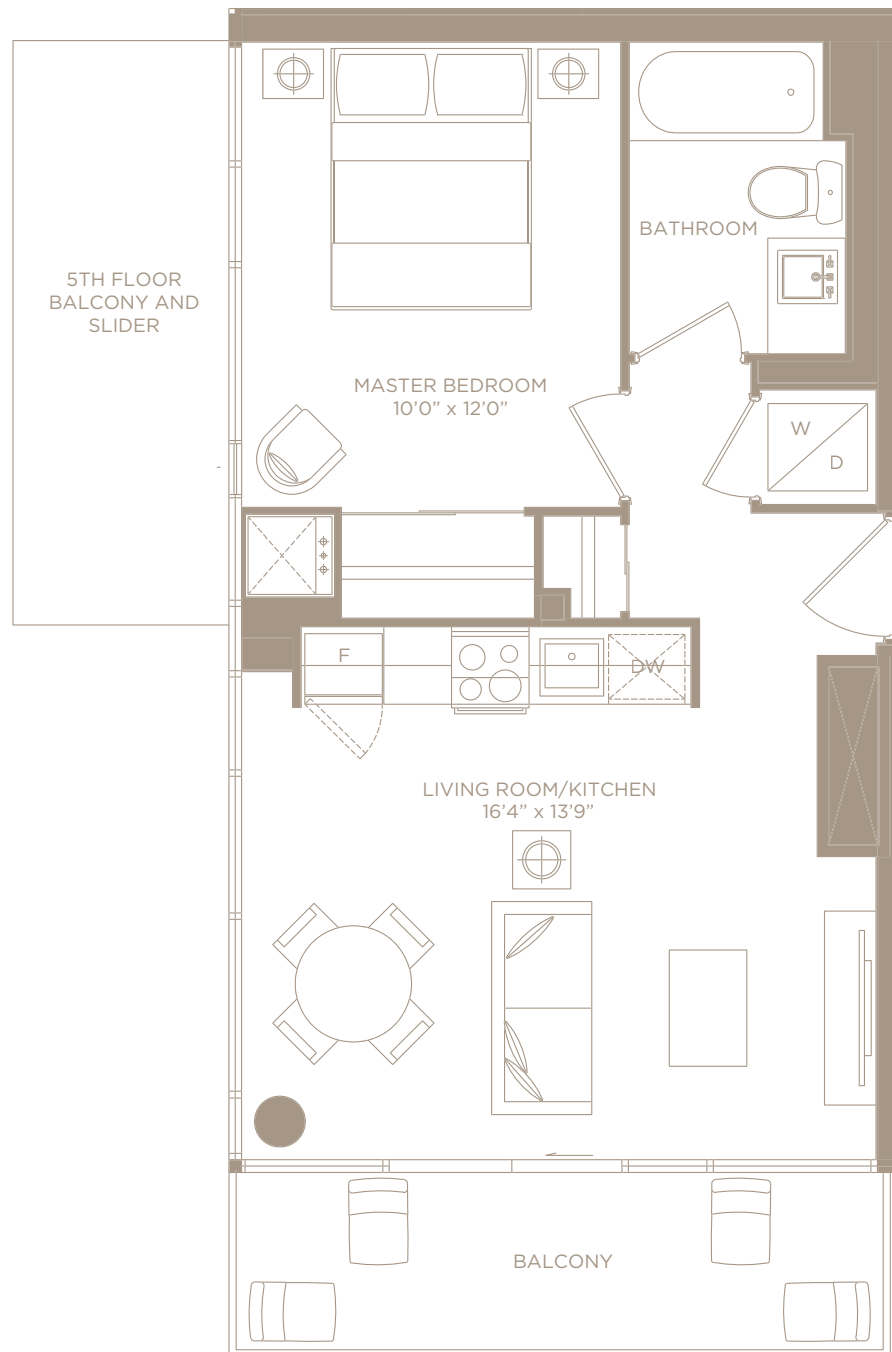 5TH FLOOR
BALCONY AND
SLIDER
BATHROOM
MASTER BEDROOM
10’0” x 12’0”
W
D
F
DW
LIVING ROOM/KITCHEN
16’4” x 13’9”
BALCONY